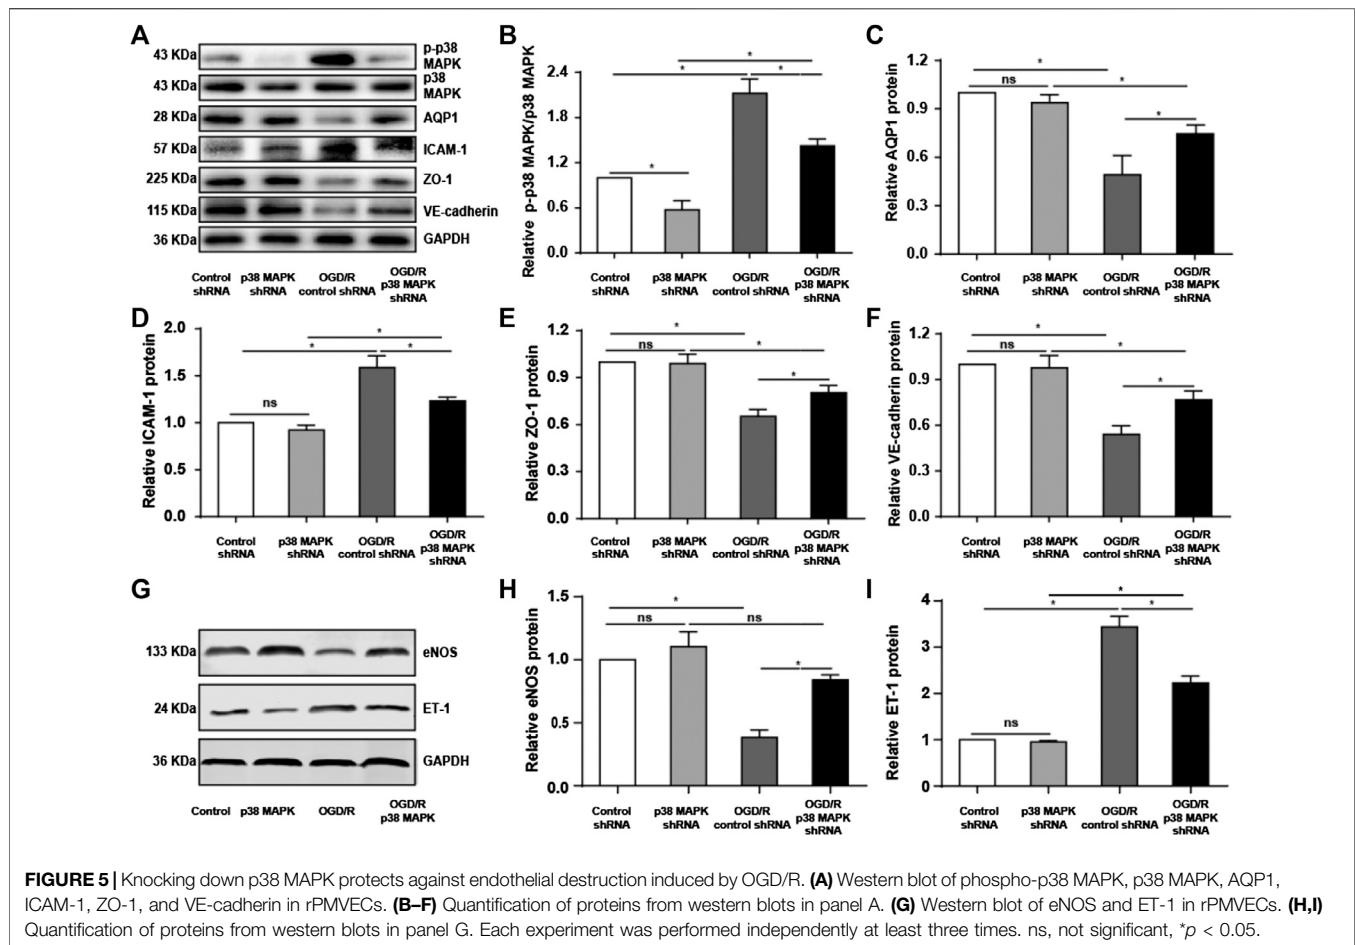 A
43 KDa
p-p38
MAPK
43 KDa
p38
MAPK
28 KDa
AQP1
57 KDa
ICAM-1
225 KDa
ZO-1
115 KDa
VE-cadherin
36 KDa
GAPDH
Control
shRNA
p38 MAPK
shRNA
OGD/R
control shRNA
OGD/R
p38 MAPK
shRNA
B
Relative p-p38 MAPK/p38 MAPK
2.4
1.8
1.2
0.6
0.0
*
*
*
*
Control
shRNA
p38 MAPK
shRNA
OGD/R
control shRNA
OGD/R
p38 MAPK
shRNA
C
Relative AQP1 protein
1.2
0.9
0.6
0.3
0.0
*
ns
*
*
Control
shRNA
p38 MAPK
shRNA
OGD/R
control shRNA
OGD/R
p38 MAPK
shRNA
D
Relative ICAM-1 protein
2.0
1.5
1.0
0.5
0.0
*
*
*
ns
Control
shRNA
p38 MAPK
shRNA
OGD/R
control shRNA
OGD/R
p38 MAPK
shRNA
E
Relative ZO-1 protein
1.2
0.9
0.6
0.3
0.0
*
ns
*
*
Control
shRNA
p38 MAPK
shRNA
OGD/R
control shRNA
OGD/R
p38 MAPK
shRNA
F
Relative VE-cadherin protein
1.2
0.9
0.6
0.3
0.0
*
ns
*
*
Control
shRNA
p38 MAPK
shRNA
OGD/R
control shRNA
OGD/R
p38 MAPK
shRNA
G
133 KDa
eNOS
24 KDa
ET-1
36 KDa
GAPDH
Control
p38 MAPK
OGD/R
OGD/R
p38 MAPK
H
Relative eNOS protein
1.5
1.0
0.5
0.0
*
ns
ns
*
Control
shRNA
p38 MAPK
shRNA
OGD/R
control shRNA
OGD/R
p38 MAPK
shRNA
I
Relative ET-1 protein
4
3
2
1
0
*
*
*
ns
Control
shRNA
p38 MAPK
shRNA
OGD/R
control shRNA
OGD/R
p38 MAPK
shRNA
FIGURE 5 | Knocking down p38 MAPK protects against endothelial destruction induced by OGD/R. (A) Western blot of phospho-p38 MAPK, p38 MAPK, AQP1,
ICAM-1, ZO-1, and VE-cadherin in rPMVECs. (B–F) Quantification of proteins from western blots in panel A. (G) Western blot of eNOS and ET-1 in rPMVECs. (H,I)
Quantification of proteins from western blots in panel G. Each experiment was performed independently at least three times. ns, not significant, *p < 0.05.